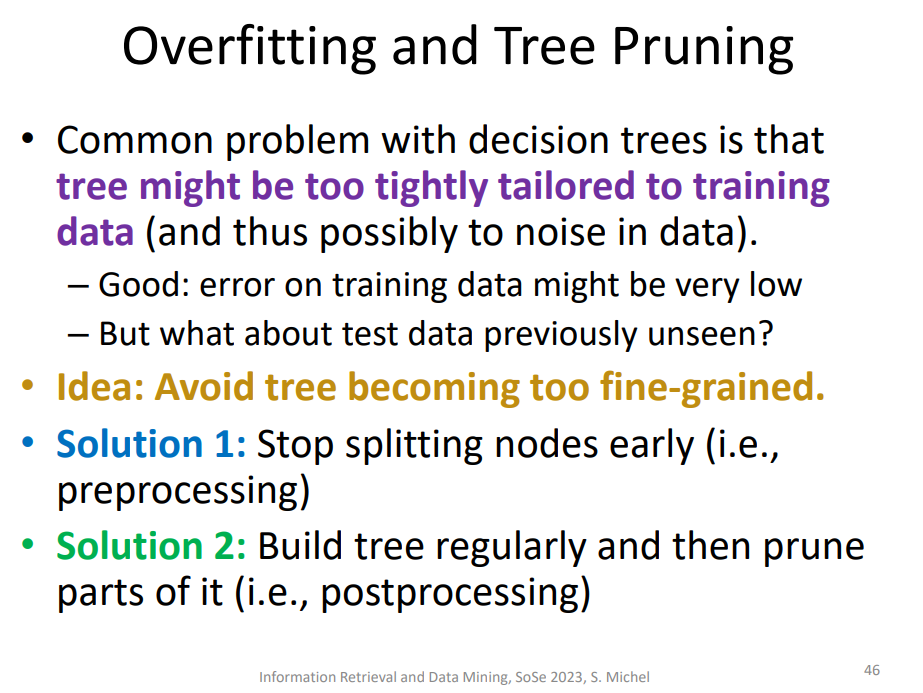 Overfitting and Tree Pruning
• Common problem with decision trees is that
tree might be too tightly tailored to training
data (and thus possibly to noise in data).
– Good: error on training data might be very low
– But what about test data previously unseen?
• Idea: Avoid tree becoming too fine-grained.
• Solution 1: Stop splitting nodes early (i.e.,
preprocessing)
• Solution 2: Build tree regularly and then prune
parts of it (i.e., postprocessing)
Information Retrieval and Data Mining, SoSe 2023, S. Michel
46